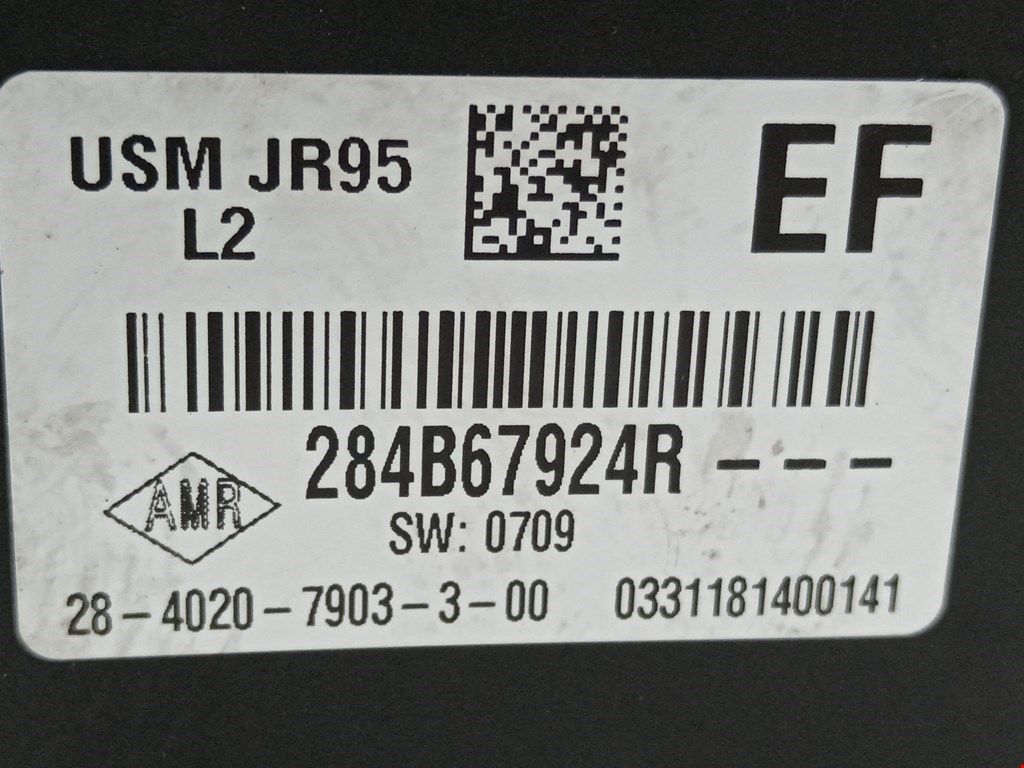 USM JR95
L2
EF
284B67924R - - -
AMR
SW: 0709
28-4020-7903-3-00
0331181400141